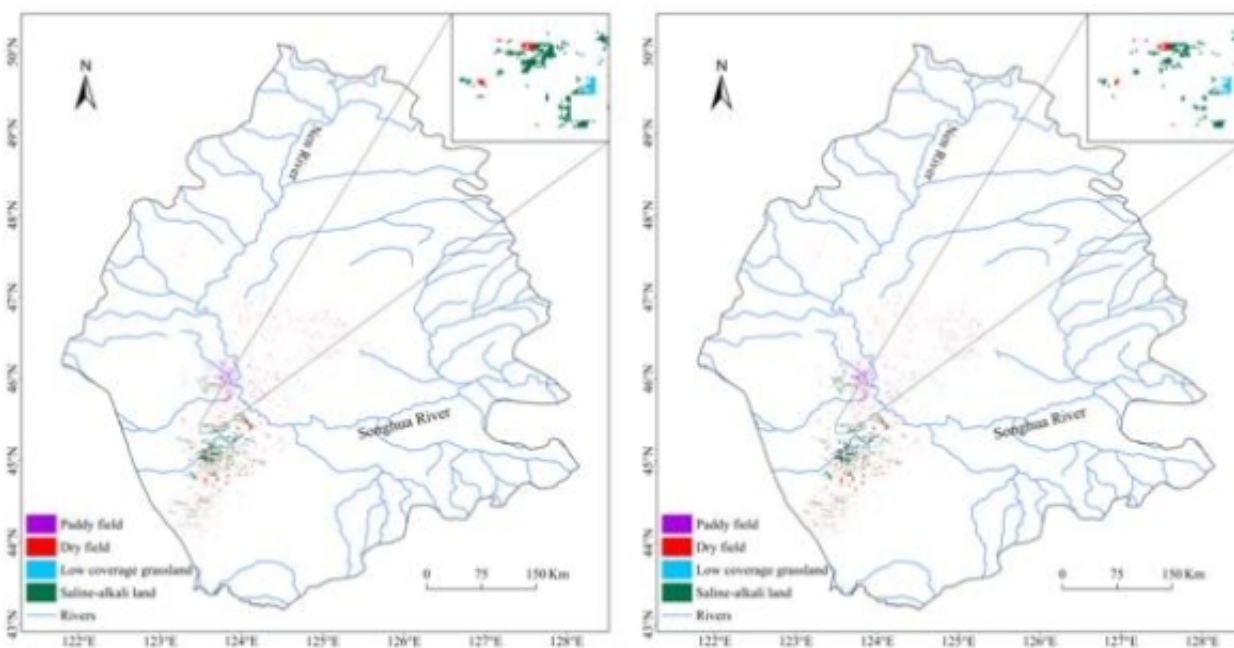 N
50°N
49°N
48°N
47°N
46°N
45°N
44°N
43°N
Nen River
Songhua River
Paddy field
Dry field
Low coverage grassland
Saline-alkali land
Rivers
0 75 150 Km
122°E 123°E 124°E 125°E 126°E 127°E 128°E
N
50°N
49°N
48°N
47°N
46°N
45°N
44°N
43°N
Nen River
Songhua River
Paddy field
Dry field
Low coverage grassland
Saline-alkali land
Rivers
0 75 150 Km
122°E 123°E 124°E 125°E 126°E 127°E 128°E